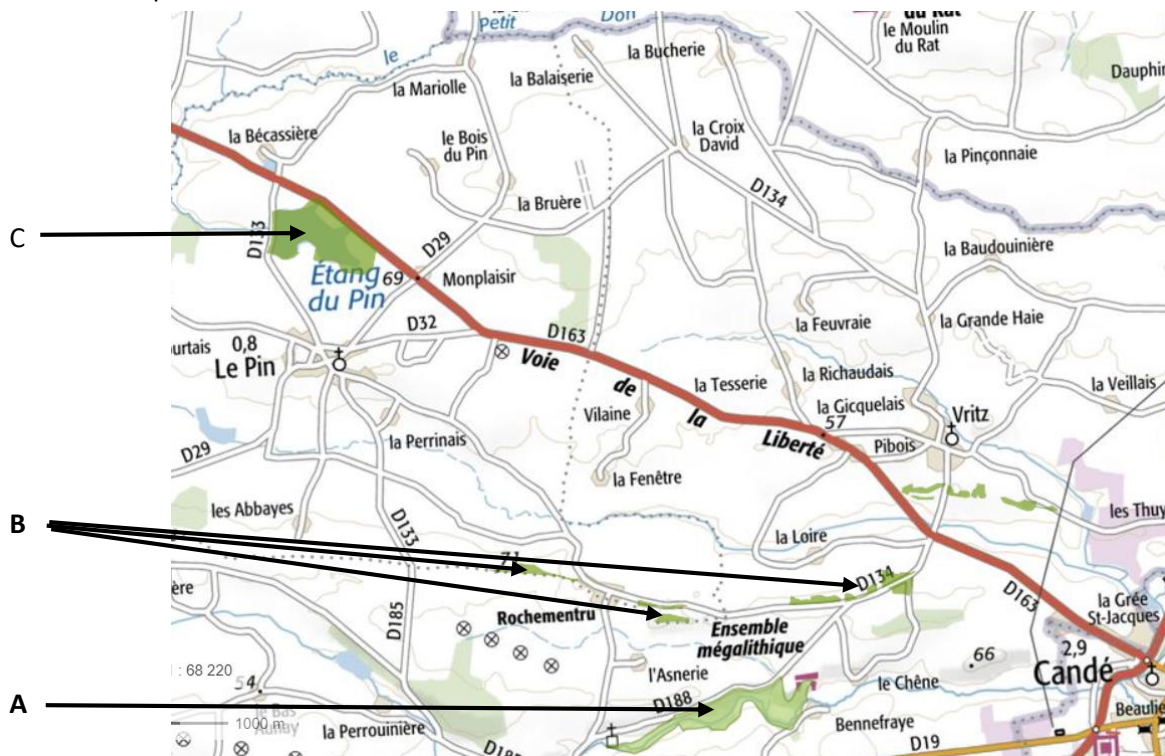 Petit
Don
du Rat
le Moulin
du Rat
la Bucherie
la Balaiserie
Dauphin
le
la Mariolle
la Bécassière
le Bois
du Pin
la Croix
David
la Pinçonnaie
la Bruère
D134
C
D133
D29
la Baudouinière
Étang
du Pin
69
Monplaisir
D32
D163
la Feuvraie
la Grande Haie
urtais
0,8
Le Pin
Voie
de
la
Liberté
la Tesserie
la Richaudais
la Veillais
la Gicquelais
Vilaine
57
Vritz
Pibois
D29
la Perrinais
la Fenêtre
les Abbayes
les Thuy
B
D133
la Loire
71
D134
ère
D163
Rochementru
la Grée
St-Jacques
D185
Ensemble
mégalithique
2,9
66
Candé
: 68 220
l'Asnerie
54
le Chêne
A
D188
le Bas
Aunay
1000 m
la Perrouinière
Bennefraye
Beaulie
D185
D19